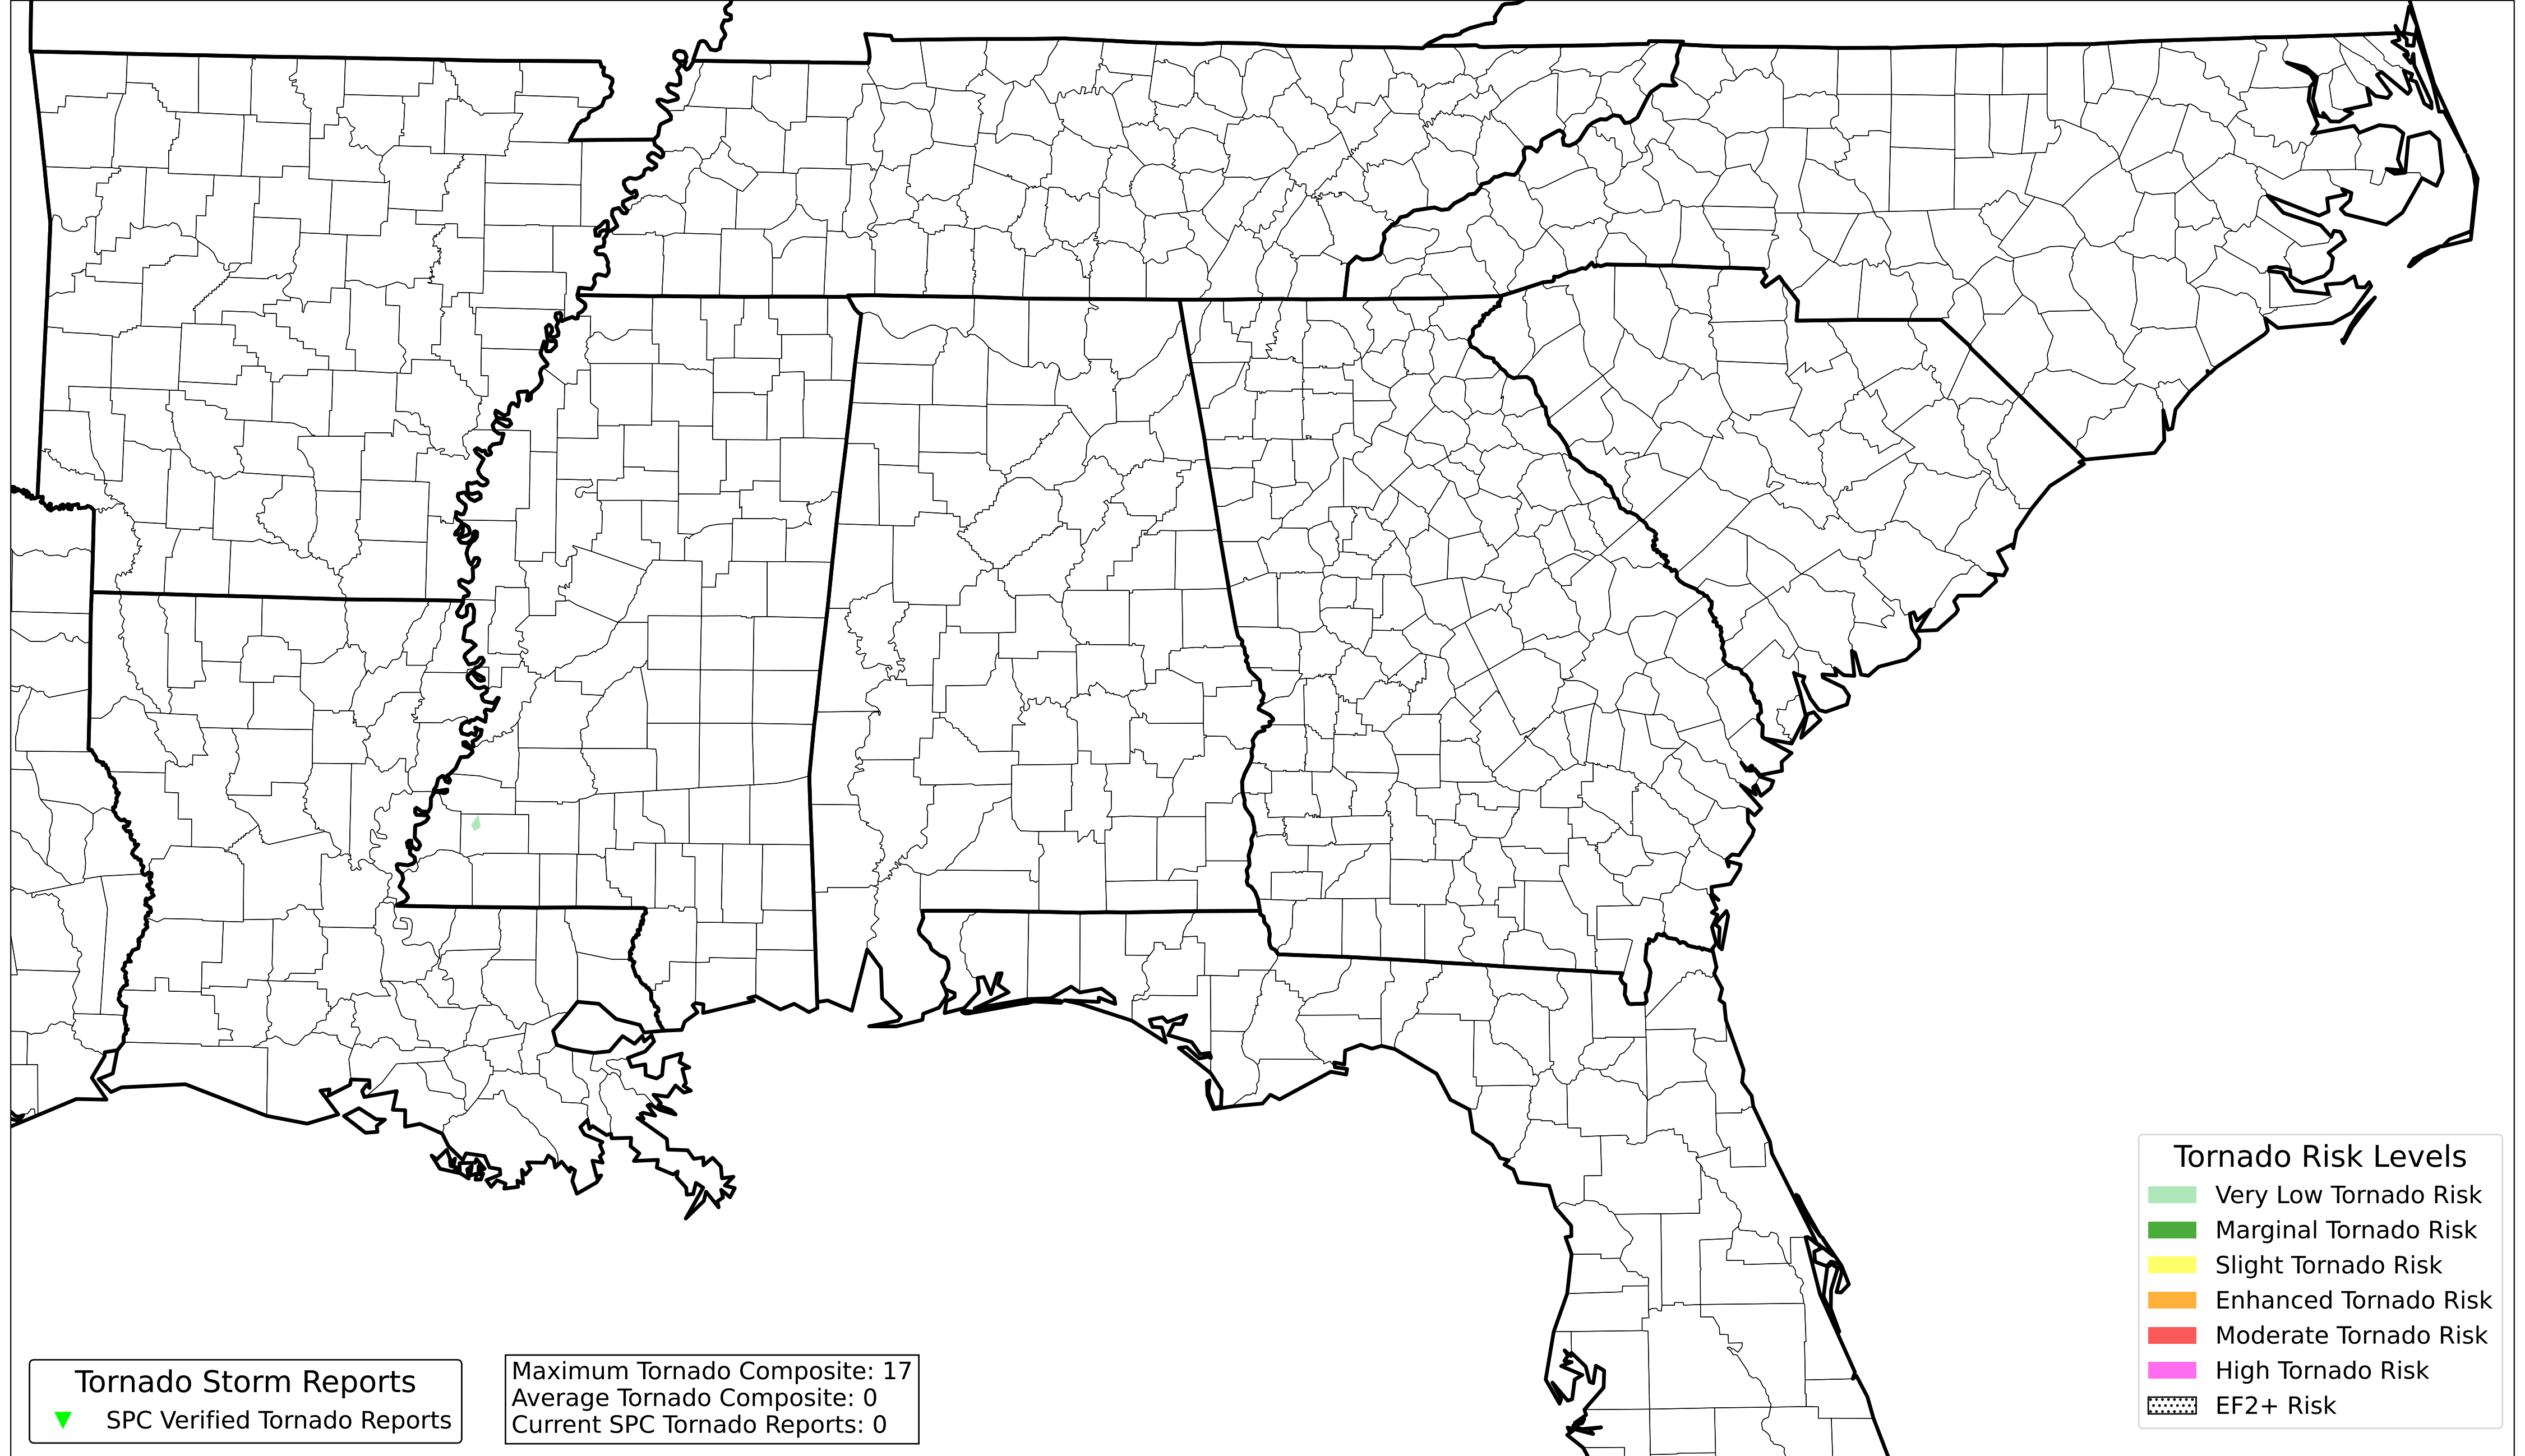 Tornado Risk Levels
Very Low Tornado Risk
Marginal Tornado Risk
Slight Tornado Risk
Enhanced Tornado Risk
Moderate Tornado Risk
High Tornado Risk
EF2+ Risk
Tornado Storm Reports
SPC Verified Tornado Reports
Maximum Tornado Composite: 17
Average Tornado Composite: 0
Current SPC Tornado Reports: 0